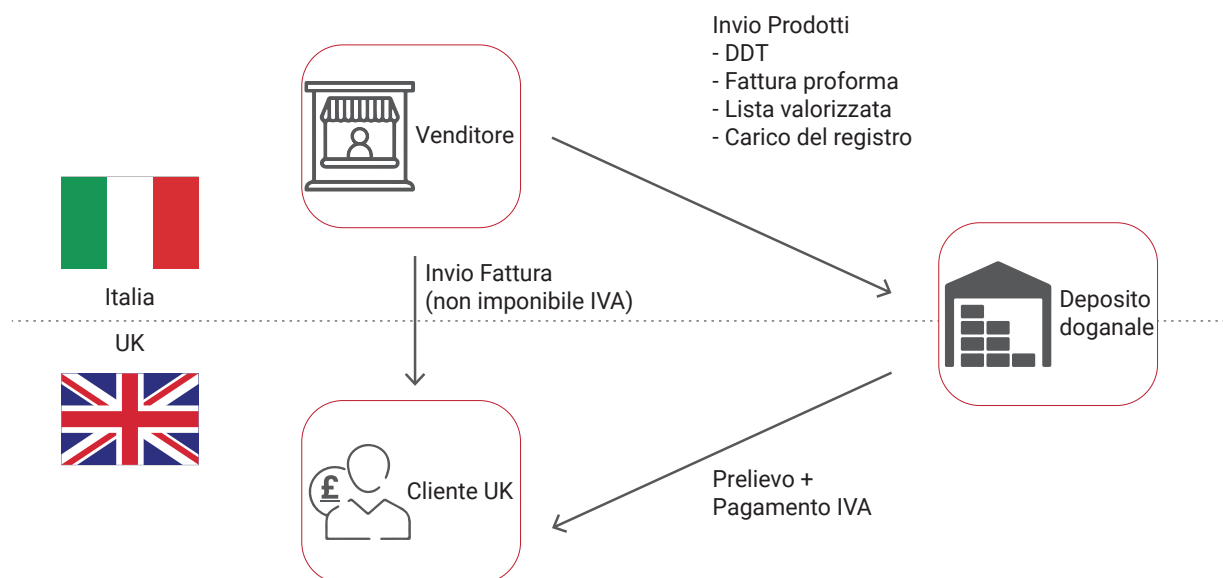 Invio Prodotti
- DDT
- Fattura proforma
- Lista valorizzata
- Carico del registro
Venditore
Italia
Invio Fattura
(non imponibile IVA)
Deposito
doganale
UK
£
Cliente UK
Prelievo +
Pagamento IVA